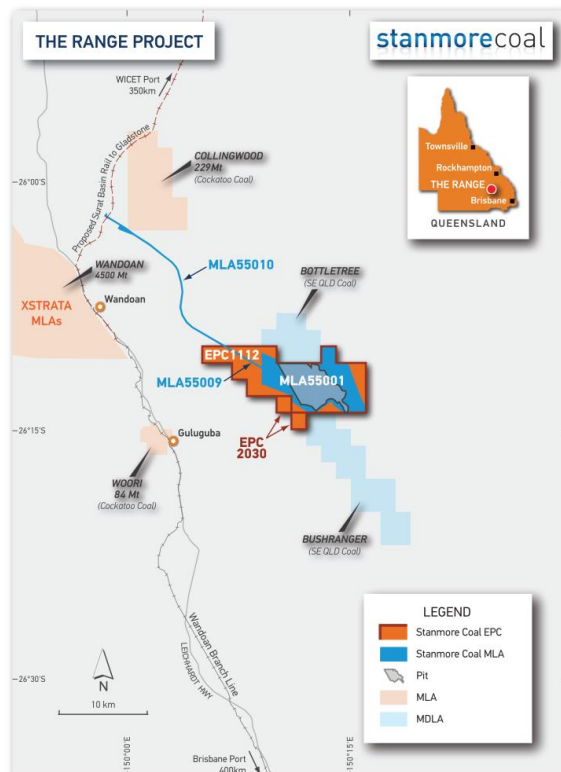 THE RANGE PROJECT
stanmorecoal
WICET Port
350km
Proposed Surat Basin Rail to Gladstone
COLLINGWOOD
229Mt
(Cockatoo Coal)
Townsville
Rockhampton
THE RANGE
Brisbane
QUEENSLAND
−26°00'S
WANDOAN
4500 Mt
XSTRATA
MLAs
Wandoan
MLA55010
BOTTLETREE
(SE QLD Coal)
EPC1112
MLA55001
MLA55009
−26°15'S
EPC
2030
Guluguba
WOORI
84 Mt
(Cockatoo Coal)
BUSHRANGER
(SE QLD Coal)
Wandoan Branch Line
LEICHHARDT HWY
LEGEND
Stanmore Coal EPC
Stanmore Coal MLA
Pit
MLA
MDLA
−26°30'S
N
10 km
−150°00'E
−150°15'E
Brisbane Port
400km